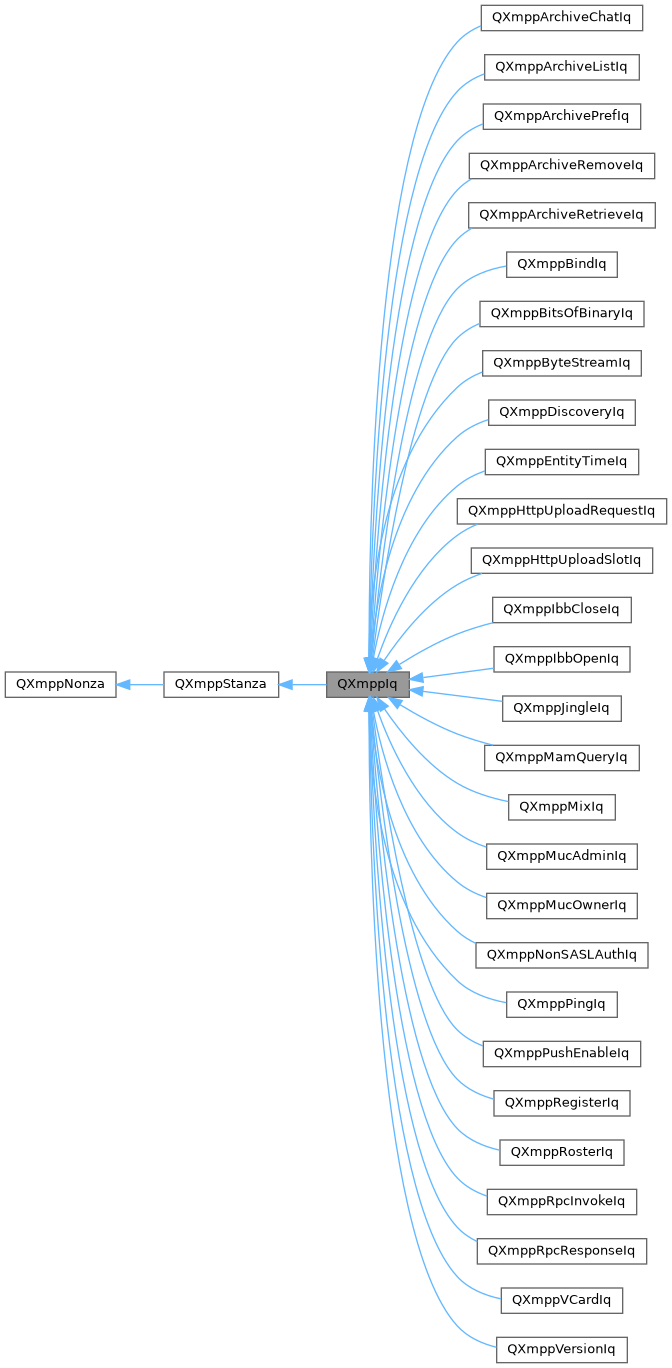 QXmppArchiveChatIq
QXmppArchiveListIq
QXmppArchivePrefIq
QXmppArchiveRemoveIq
QXmppArchiveRetrieveIq
QXmppBindIq
QXmppBitsOfBinaryIq
QXmppByteStreamIq
QXmppDiscoveryIq
QXmppEntityTimeIq
QXmppHttpUploadRequestIq
QXmppHttpUploadSlotIq
QXmppIbbCloseIq
QXmppIbbOpenIq
QXmppNonza
QXmppStanza
QXmppIq
QXmppJingleIq
QXmppMamQueryIq
QXmppMixIq
QXmppMucAdminIq
QXmppMucOwnerIq
QXmppNonSASLAuthIq
QXmppPingIq
QXmppPushEnableIq
QXmppRegisterIq
QXmppRosterIq
QXmppRpcInvokeIq
QXmppRpcResponseIq
QXmppVCardIq
QXmppVersionIq